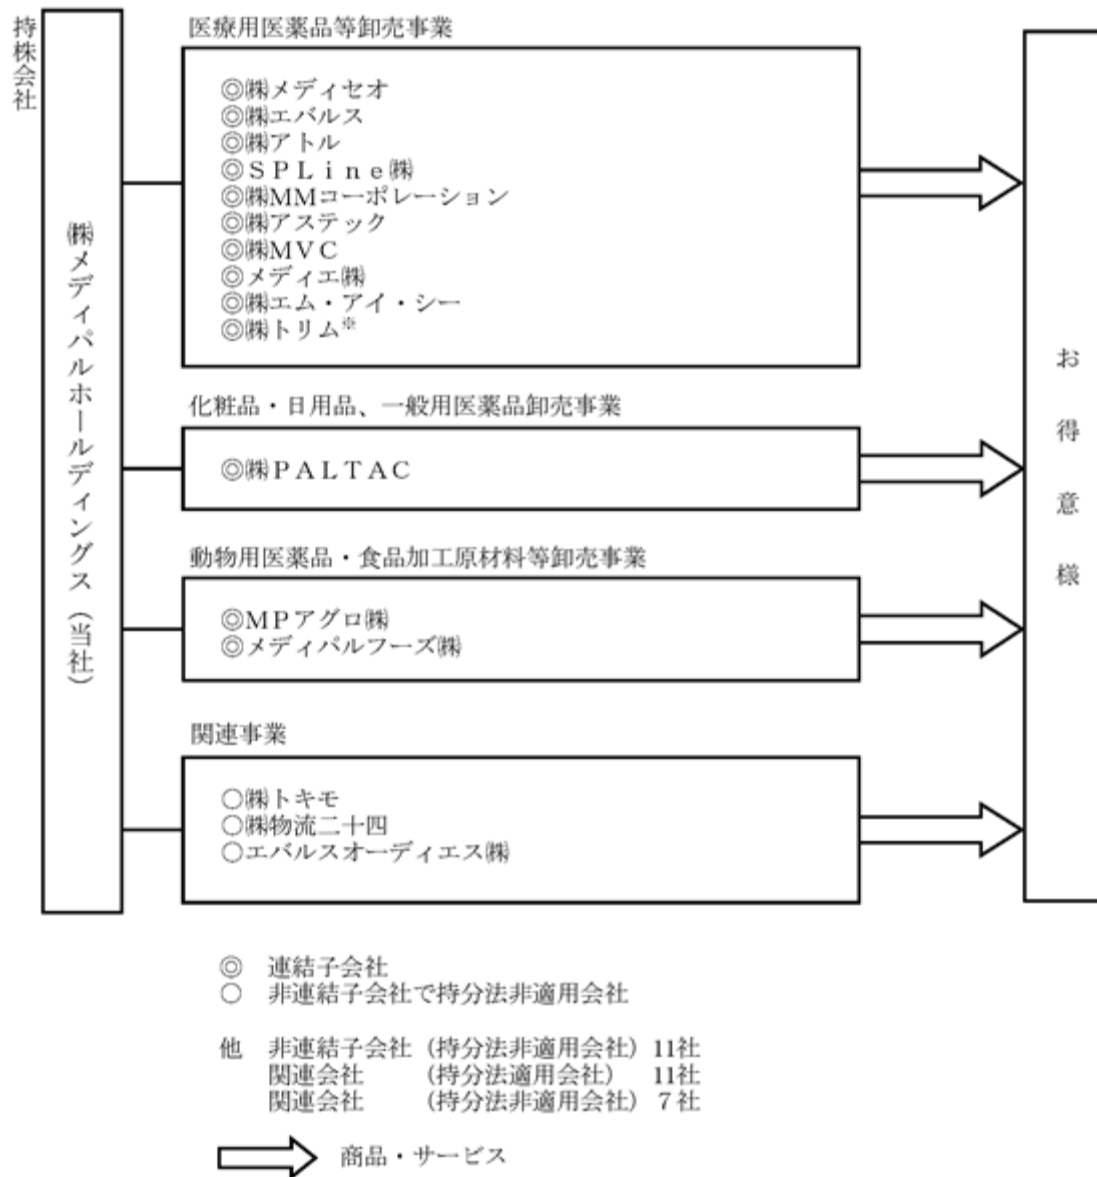 持株会社
㈱メディパルホールディングス（当社）
医療用医薬品等卸売事業
◎㈱メディセオ
◎㈱エバルス
◎㈱アトル
◎ＳＰＬｉｎｅ㈱
◎㈱ＭＭコーポレーション
◎㈱アステック
◎㈱ＭＶＣ
◎メディエ㈱
◎㈱エム・アイ・シー
◎㈱トリム※
化粧品・日用品、一般用医薬品卸売事業
◎㈱ＰＡＬＴＡＣ
動物用医薬品・食品加工原材料等卸売事業
◎ＭＰアグロ㈱
◎メディパルフーズ㈱
関連事業
○㈱トキモ
○㈱物流二十四
○エバルスオーディエス㈱
お得意様
◎　連結子会社
○　非連結子会社で持分法非適用会社
他　非連結子会社（持分法非適用会社）11社
関連会社　　（持分法適用会社）　11社
関連会社　　（持分法非適用会社）７社
商品・サービス